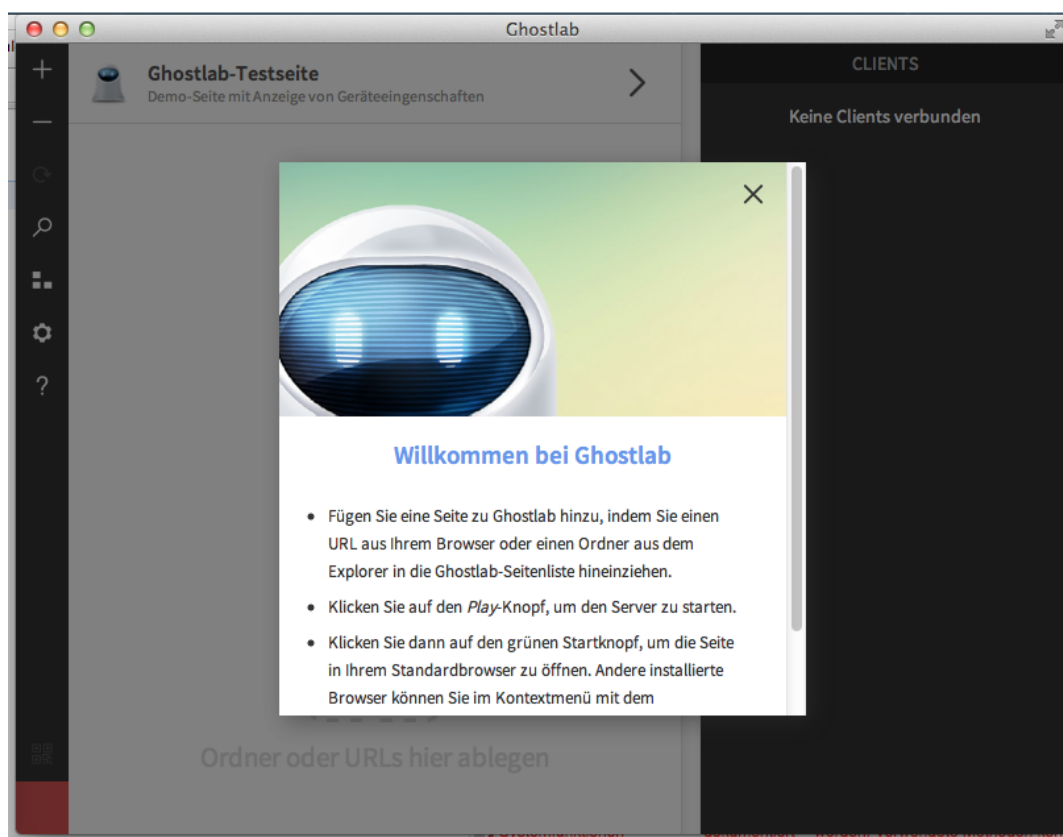 Ghostlab
Ghostlab-Testseite
Demo-Seite mit Anzeige von Geräteeingenschaften
CLIENTS
Keine Clients verbunden
Willkommen bei Ghostlab
• Fügen Sie eine Seite zu Ghostlab hinzu, indem Sie einen
URL aus Ihrem Browser oder einen Ordner aus dem
Explorer in die Ghostlab-Seitenliste hineinziehen.
• Klicken Sie auf den Play-Knopf, um den Server zu starten.
• Klicken Sie dann auf den grünen Startknopf, um die Seite
in Ihrem Standardbrowser zu öffnen. Andere installierte
Browser können Sie im Kontextmenü mit dem
Ordner oder URLs hier ablegen